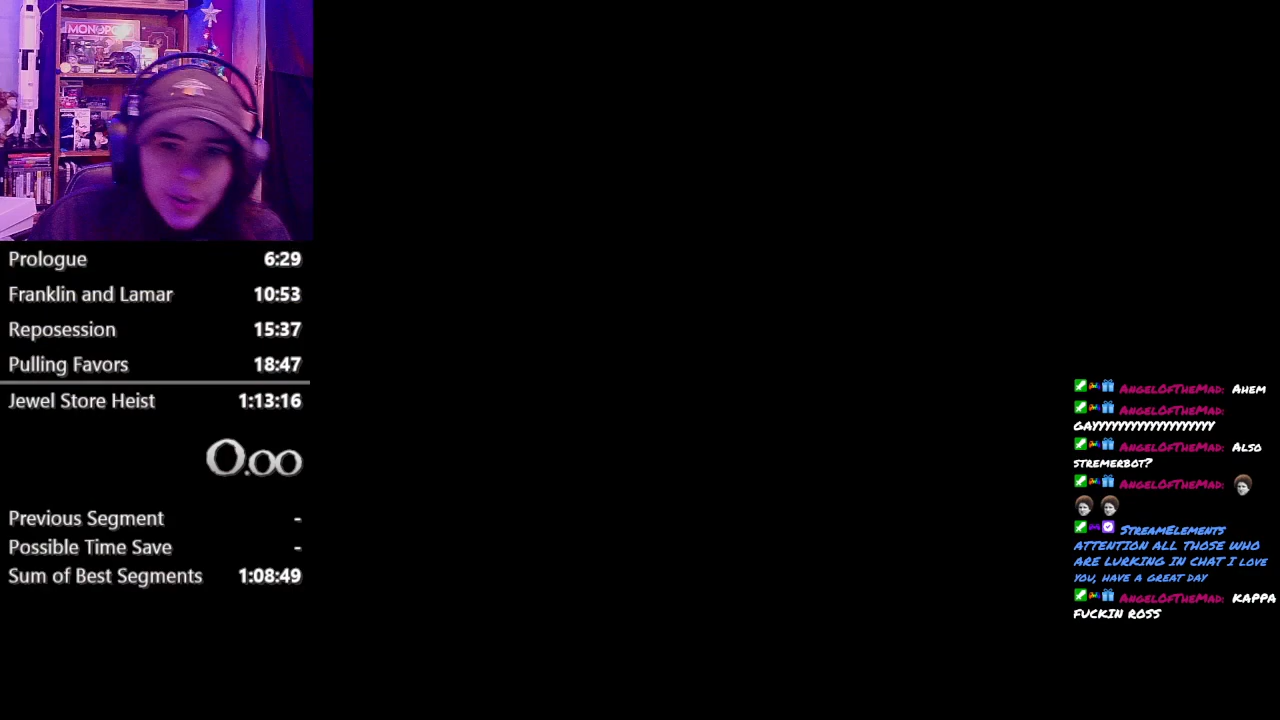 MONOPOLY
Prologue 6:29
Franklin and Lamar 10:53
Reposession 15:37
Pulling Favors 18:47
Jewel Store Heist 1:13:16
0.00
Previous Segment -
Possible Time Save -
Sum of Best Segments 1:08:49
AngelOfTheMad: Ahem
AngelOfTheMad:
GAYYYYYYYYYYYYYYYYYYY
AngelOfTheMad: Also
stremerbot?
AngelOfTheMad:
StreamElements
ATTENTION ALL THOSE WHO
ARE LURKING IN CHAT I love
you, have a great day
AngelOfTheMad: KAPPA
FUCKIN ROSS